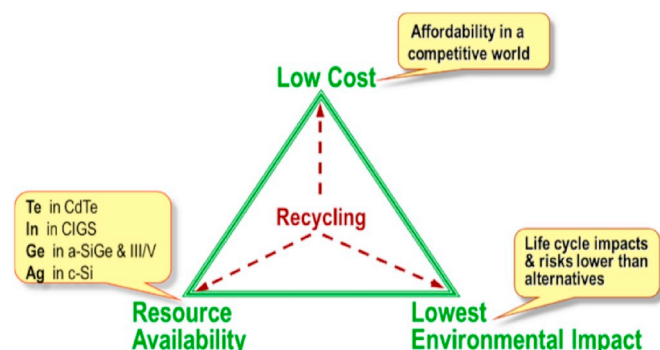 Affordability in a
competitive world
Low Cost
Te in CdTe
In in CIGS
Ge in a-SiGe & III/V
Ag in c-Si
Recycling
Life cycle impacts
& risks lower than
alternatives
Resource
Availability
Lowest
Environmental Impact